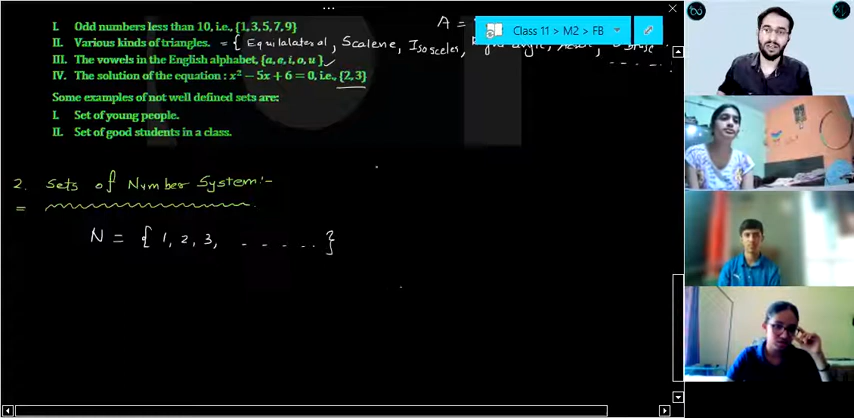 A =
I. Odd numbers less than 10, i.e., {1,3,5,7,9}
Class 11 > M2 > FB
II. Various kinds of triangles. = { Equilalateral, Scalene, Isosceles,
III. The vowels in the English alphabet, {a, e, i, o, u }
IV. The solution of the equation : x² − 5x + 6 = 0, i.e., {2, 3}
Some examples of not well defined sets are:
I. Set of young people.
II. Set of good students in a class.
2. Sets of Number System:-
N = { 1, 2, 3, - - - - . . }